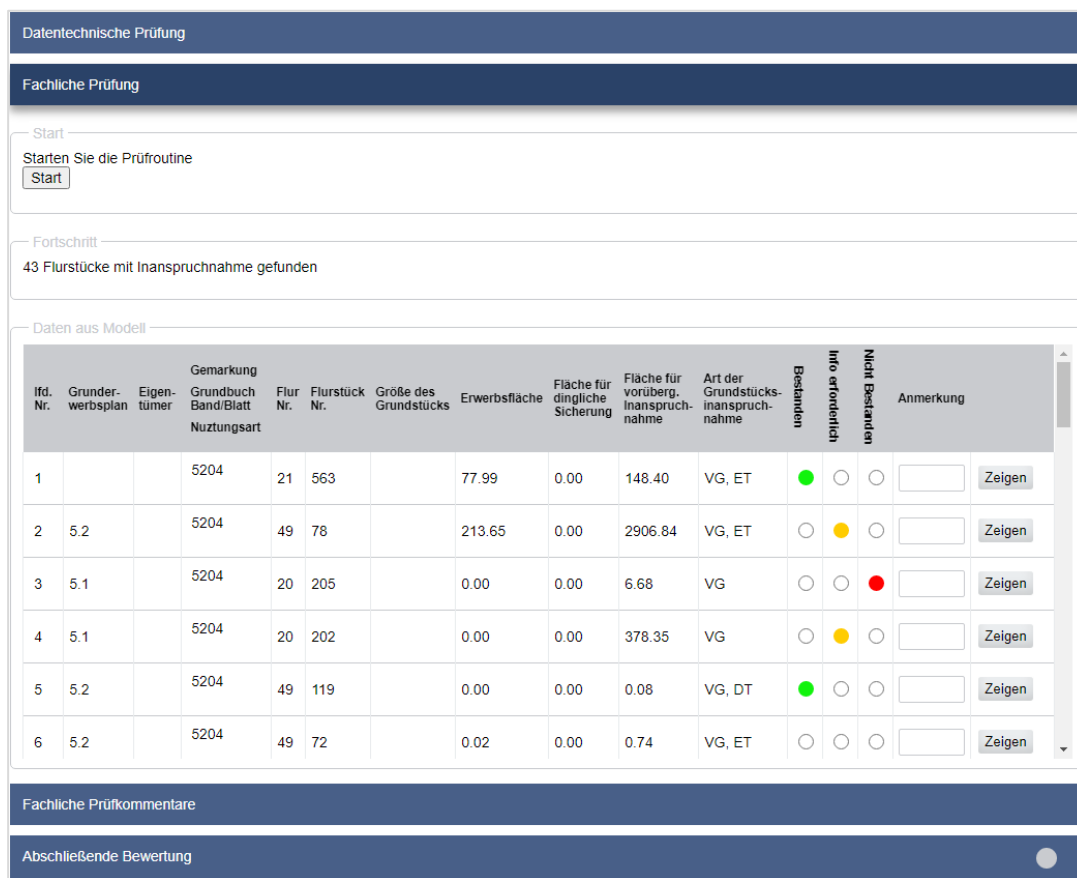 Datentechnische Prüfung
Fachliche Prüfung
Start
Starten Sie die Prüfroutine
Start
Fortschritt
43 Flurstücke mit Inanspruchnahme gefunden
Daten aus Modell
lfd. Nr. Grunder-werbsplan Eigen-tümer Gemarkung Grundbuch Band/Blatt Nuztungsart Flur Nr. Flurstück Nr. Größe des Grundstücks Erwerbsfläche Fläche für dingliche Sicherung Fläche für vorüberg. Inanspruch-nahme Art der Grundstücks-inanspruch-nahme Bestanden Info erforderlich Nicht Bestanden Anmerkung
1 5204 21 563 77.99 0.00 148.40 VG, ET Zeigen
2 5.2 5204 49 78 213.65 0.00 2906.84 VG, ET Zeigen
3 5.1 5204 20 205 0.00 0.00 6.68 VG Zeigen
4 5.1 5204 20 202 0.00 0.00 378.35 VG Zeigen
5 5.2 5204 49 119 0.00 0.00 0.08 VG, DT Zeigen
6 5.2 5204 49 72 0.02 0.00 0.74 VG, ET Zeigen
Fachliche Prüfkommentare
Abschließende Bewertung